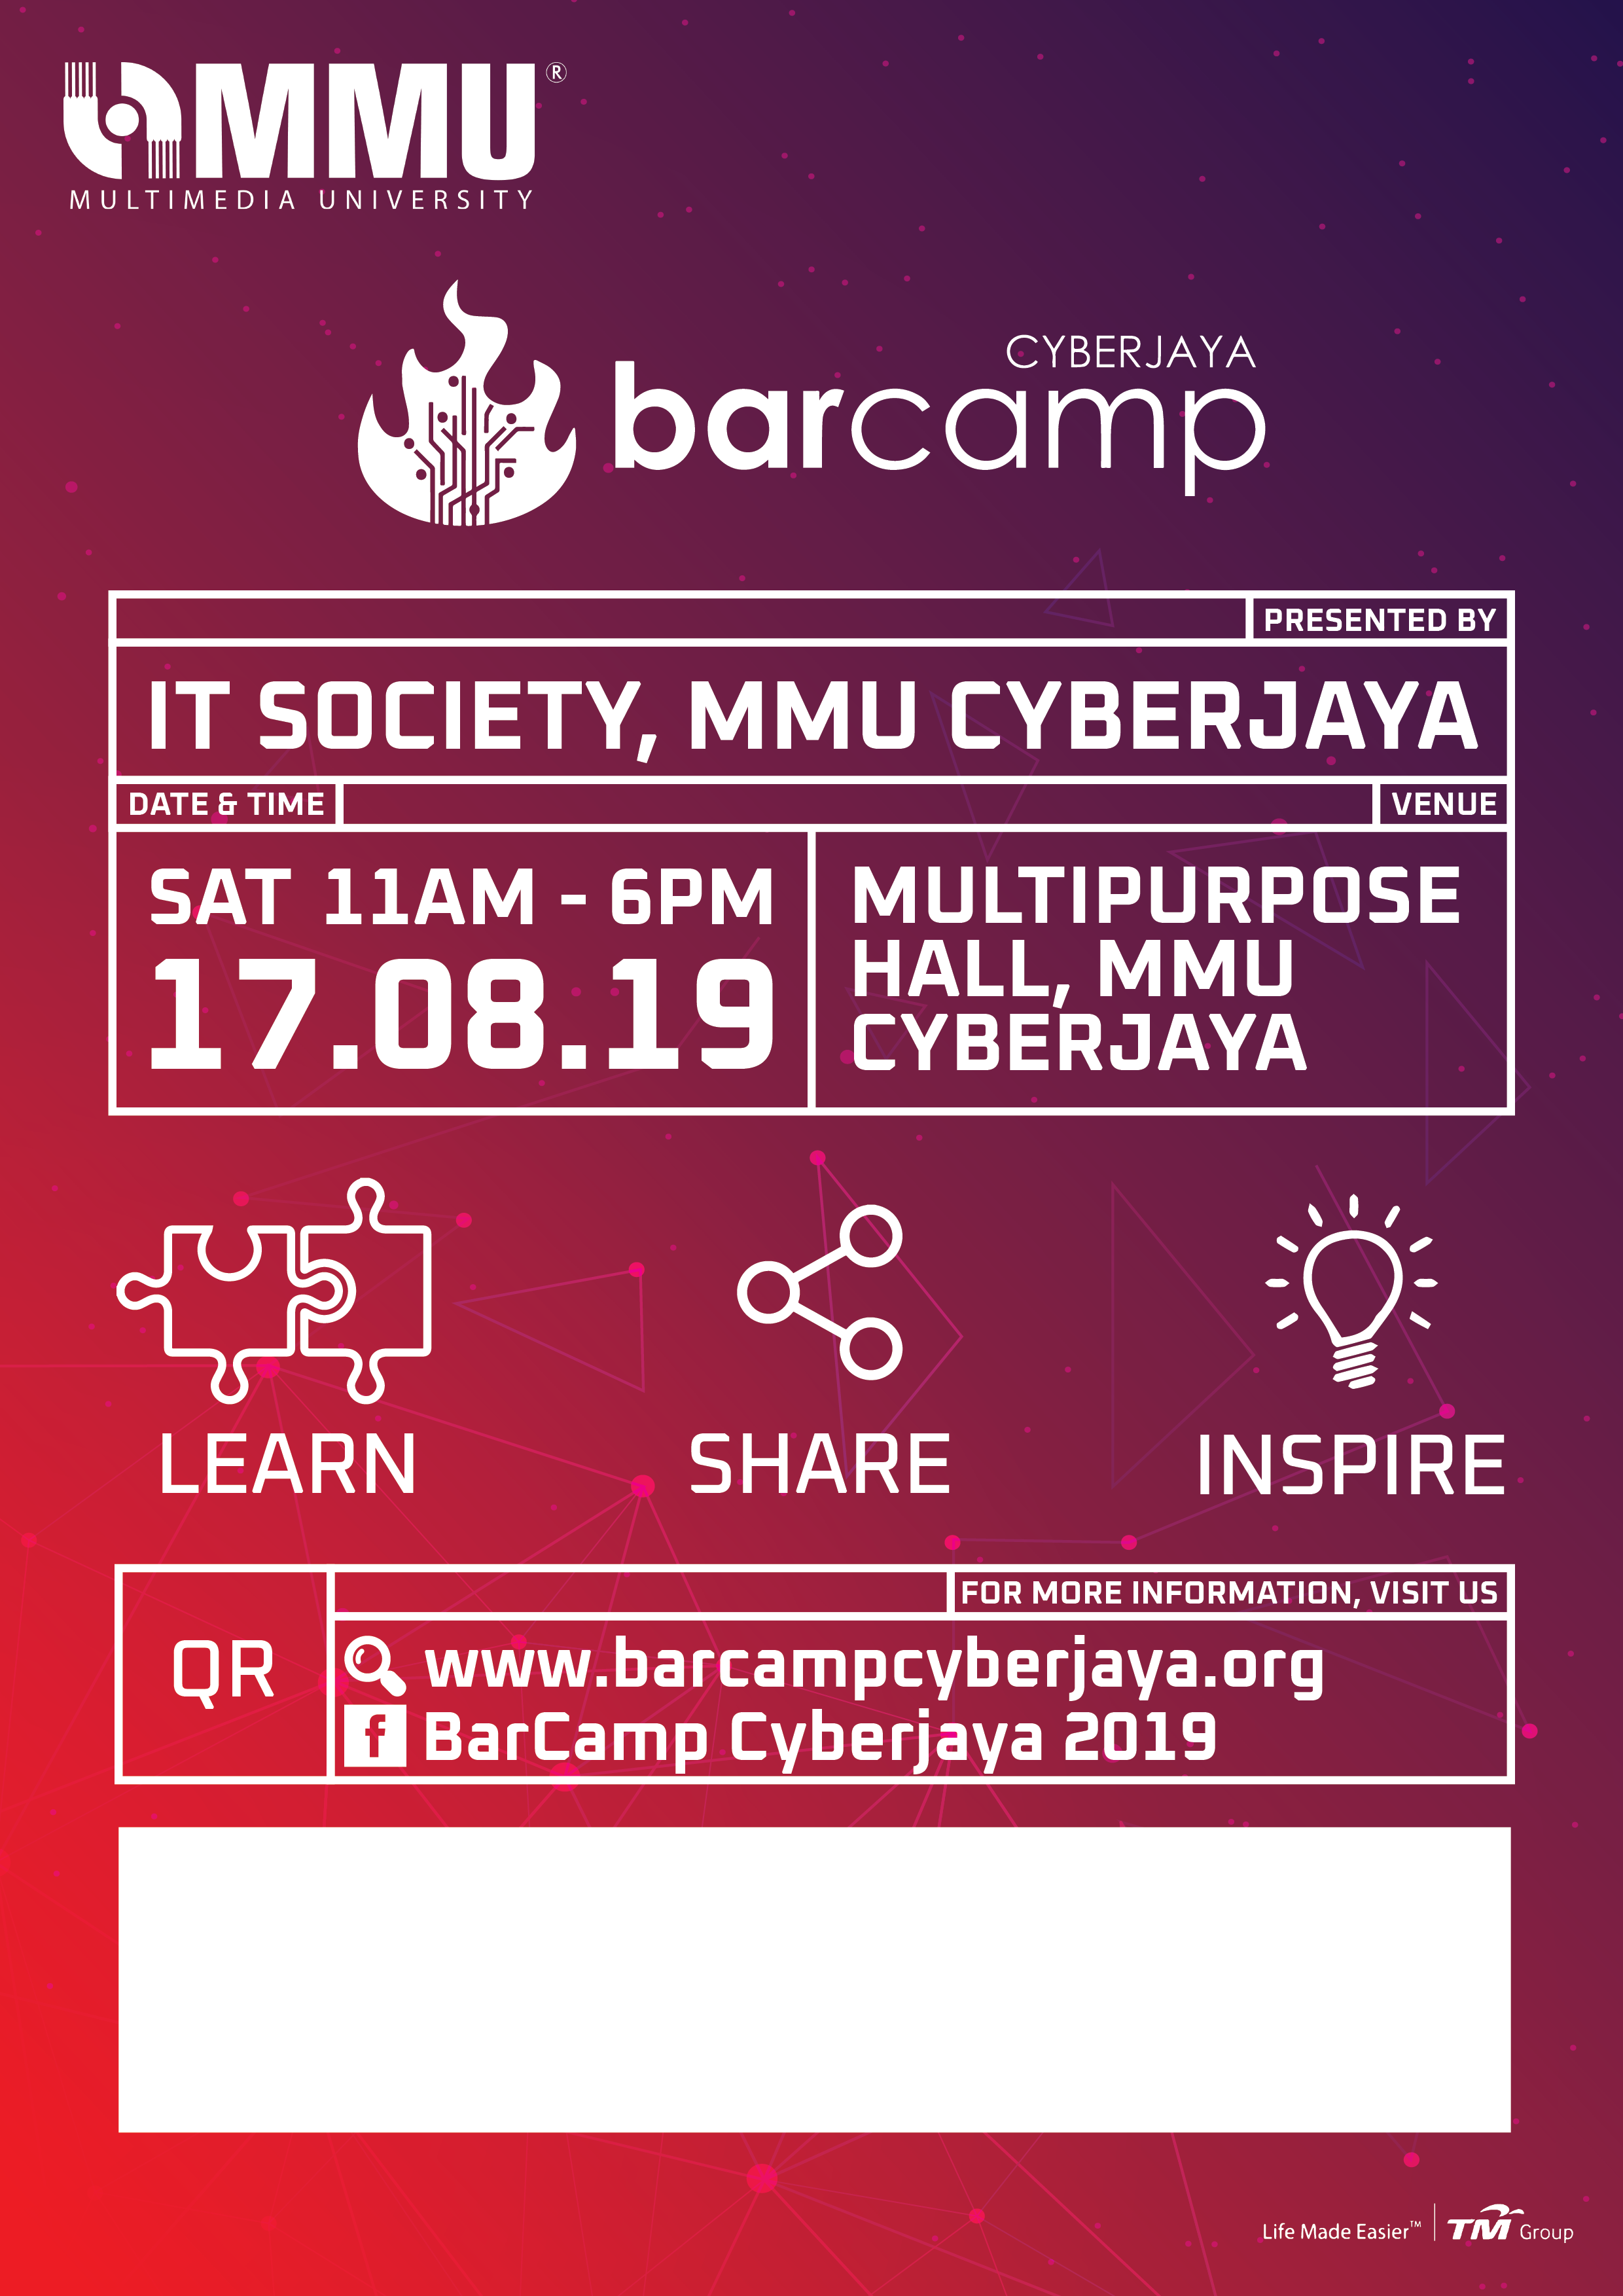 MMU®
MULTIMEDIA UNIVERSITY
CYBERJAYA
barcamp
PRESENTED BY
IT SOCIETY, MMU CYBERJAYA
DATE & TIME
VENUE
SAT 11AM - 6PM
17.08.19
MULTIPURPOSE
HALL, MMU
CYBERJAYA
LEARN
SHARE
INSPIRE
FOR MORE INFORMATION, VISIT US
QR
www.barcampcyberjaya.org
f
BarCamp Cyberjaya 2019
Life Made Easier™
TM Group